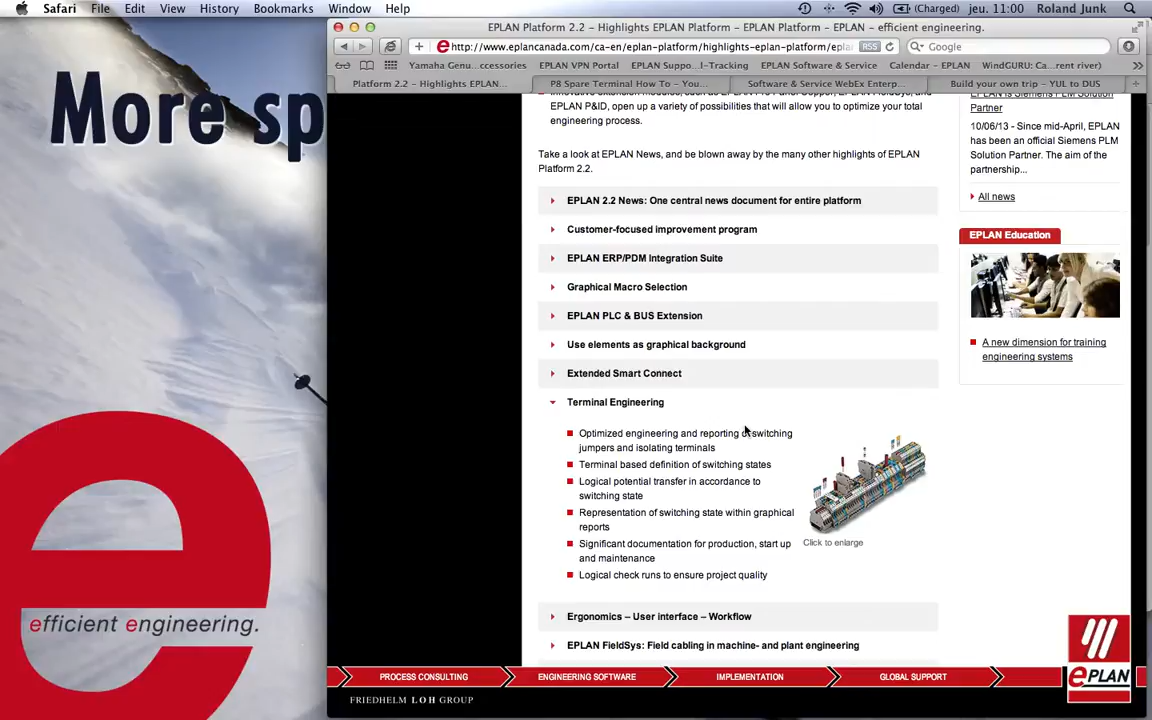 Safari File Edit View History Bookmarks Window Help (Charged) jeu. 11:00 Roland Junk
EPLAN Platform 2.2 – Highlights EPLAN Platform – EPLAN Platform – EPLAN – efficient engineering.
http://www.eplancanada.com/ca-en/eplan-platform/highlights-eplan-platform/epla RSS Google
Yamaha Genu...ccessories EPLAN VPN Portal EPLAN Suppo...l-Tracking EPLAN Software & Service Calendar – EPLAN WindGURU: Ca...rent river)
Platform 2.2 – Highlights EPLAN... P8 Spare Terminal How To – You... Software & Service WebEx Enterp... Build your own trip – YUL to DUS
More sp
EPLAN P&ID, open up a variety of possibilities that will allow you to optimize your total
engineering process.
Take a look at EPLAN News, and be blown away by the many other highlights of EPLAN
Platform 2.2.
EPLAN 2.2 News: One central news document for entire platform
Customer-focused improvement program
EPLAN ERP/PDM Integration Suite
Graphical Macro Selection
EPLAN PLC & BUS Extension
Use elements as graphical background
Extended Smart Connect
Terminal Engineering
Optimized engineering and reporting of switching
jumpers and isolating terminals
Terminal based definition of switching states
Logical potential transfer in accordance to
switching state
Representation of switching state within graphical
reports
Significant documentation for production, start up
and maintenance
Logical check runs to ensure project quality
Click to enlarge
Ergonomics – User interface – Workflow
EPLAN FieldSys: Field cabling in machine- and plant engineering
EPLAN is Siemens PLM Solution
Partner
10/06/13 - Since mid-April, EPLAN
has been an official Siemens PLM
Solution Partner. The aim of the
partnership...
All news
EPLAN Education
A new dimension for training
engineering systems
e
efficient engineering.
PROCESS CONSULTING ENGINEERING SOFTWARE IMPLEMENTATION GLOBAL SUPPORT
ePLAN
FRIEDHELM LOH GROUP